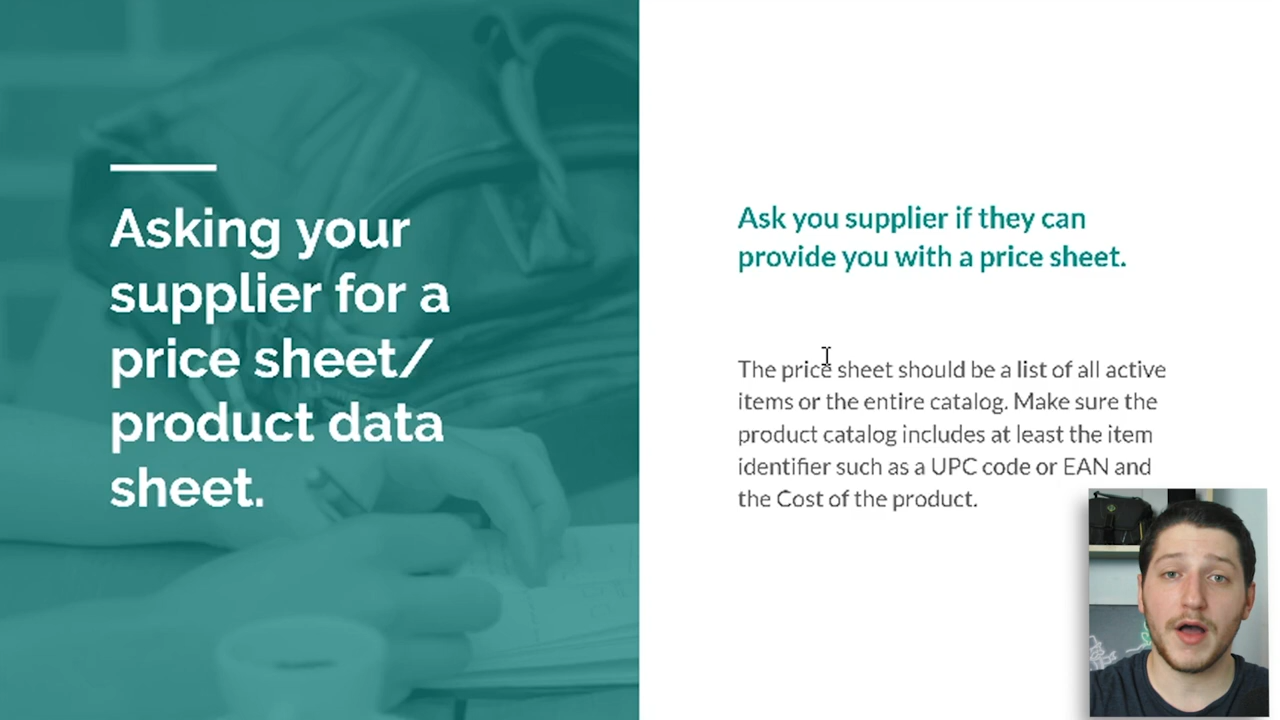 Asking your
supplier for a
price sheet/
product data
sheet.
Ask you supplier if they can
provide you with a price sheet.
The price sheet should be a list of all active
items or the entire catalog. Make sure the
product catalog includes at least the item
identifier such as a UPC code or EAN and
the Cost of the product.